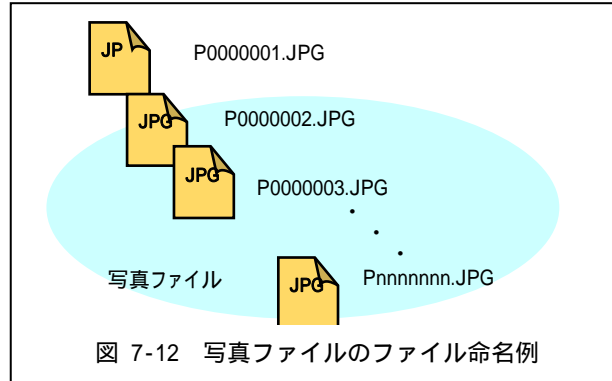 JP P0000001.JPG
JPG P0000002.JPG
JPG P0000003.JPG
・
・
・
写真ファイル JPG Pnnnnnnn.JPG
図 7-12 写真ファイルのファイル命名例